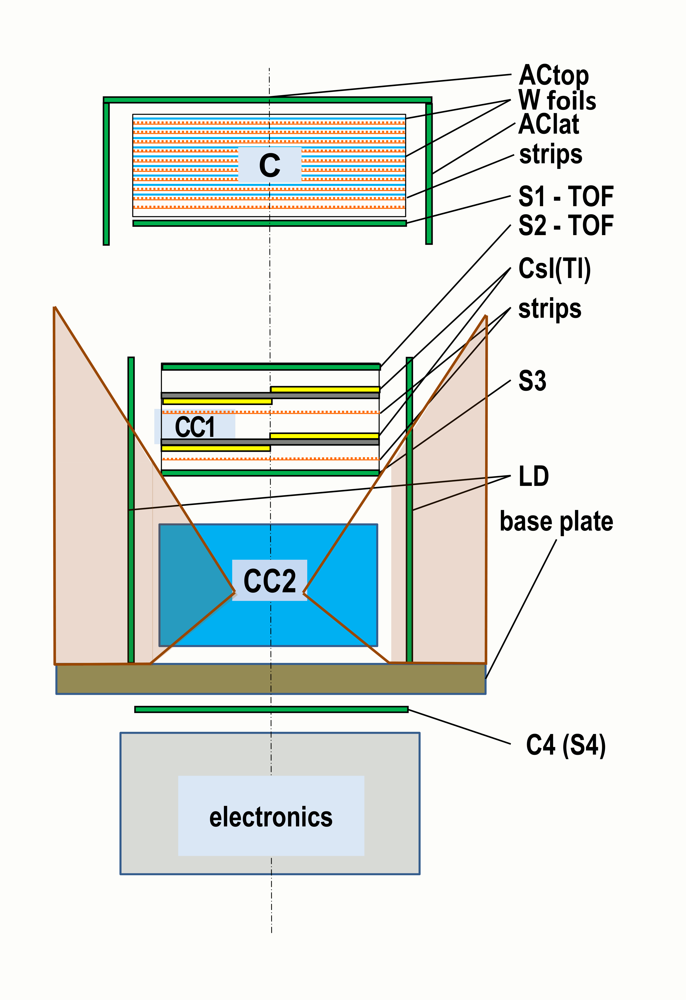 ACtop
W foils
AClat
strips
C
S1 - TOF
S2 - TOF
CsI(Tl)
strips
S3
CC1
LD
base plate
CC2
C4 (S4)
electronics